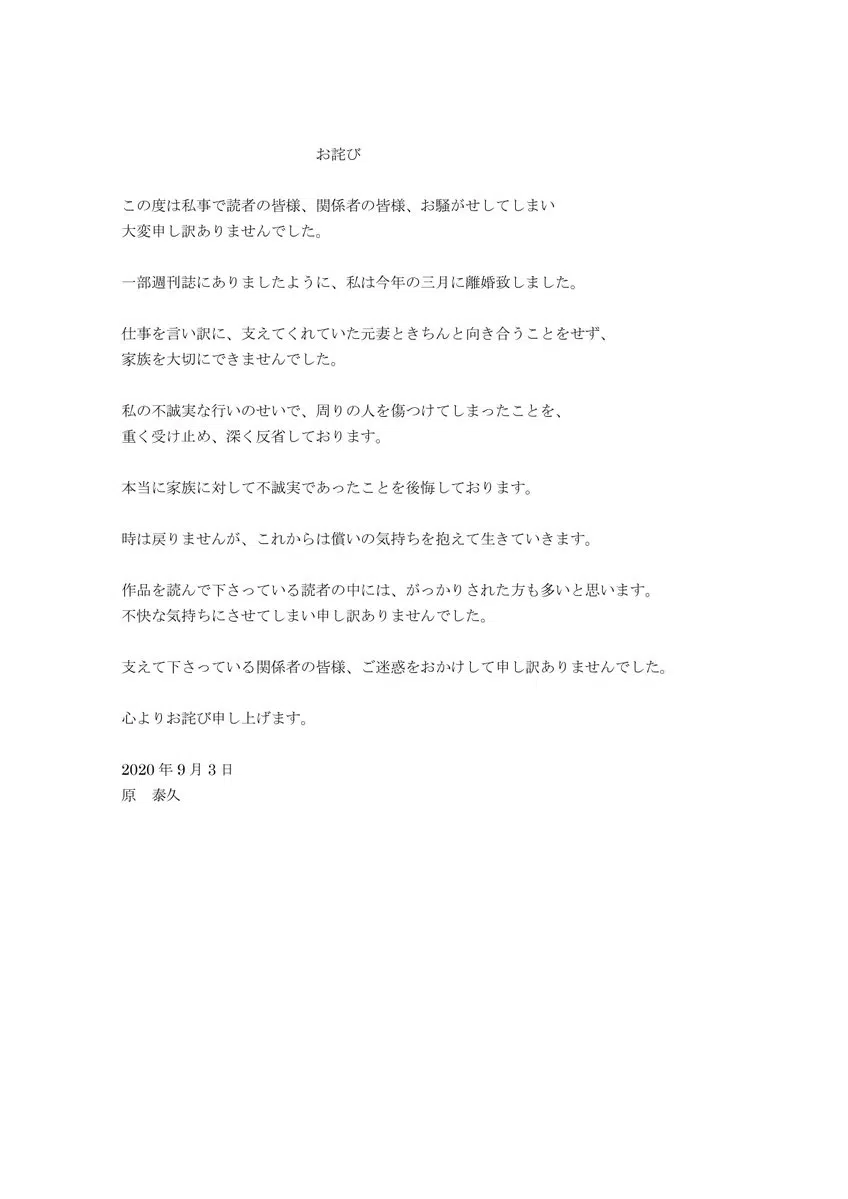 お詫び
この度は私事で読者の皆様、関係者の皆様、お騒がせしてしまい
大変申し訳ありませんでした。
一部週刊誌にありましたように、私は今年の三月に離婚致しました。
仕事を言い訳に、支えてくれていた元妻ときちんと向き合うことをせず、
家族を大切にできませんでした。
私の不誠実な行いのせいで、周りの人を傷つけてしまったことを、
重く受け止め、深く反省しております。
本当に家族に対して不誠実であったことを後悔しております。
時は戻りませんが、これからは償いの気持ちを抱えて生きていきます。
作品を読んで下さっている読者の中には、がっかりされた方も多いと思います。
不快な気持ちにさせてしまい申し訳ありませんでした。
支えて下さっている関係者の皆様、ご迷惑をおかけして申し訳ありませんでした。
心よりお詫び申し上げます。
2020 年 9 月 3 日
原　泰久